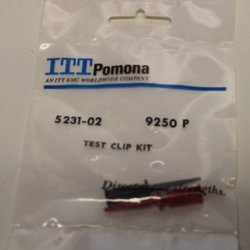 ITT Pomona
AN ITT EMC WORLDWIDE COMPANY
5231-02 9250 P
TEST CLIP KIT